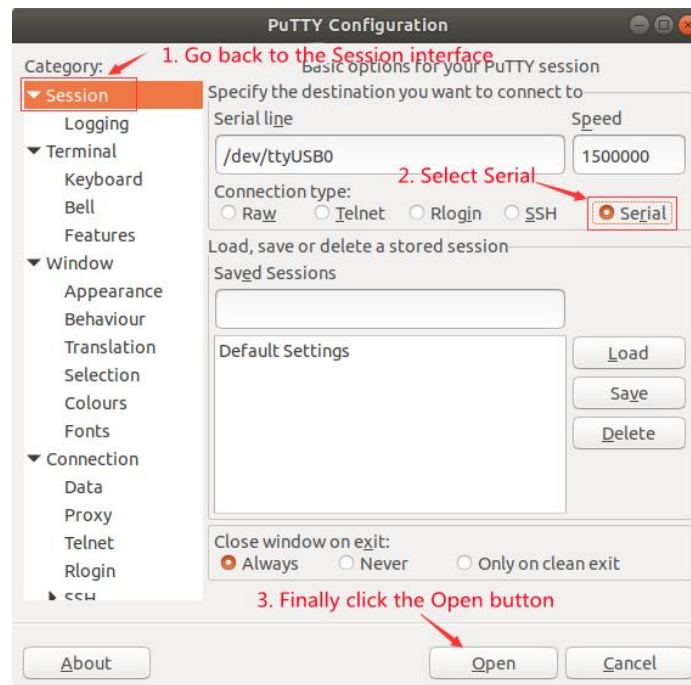 PuTTY Configuration
1. Go back to the Session interface
Category:
Basic options for your PuTTY session
Session
Logging
Terminal
Keyboard
Bell
Features
Window
Appearance
Behaviour
Translation
Selection
Colours
Fonts
Connection
Data
Proxy
Telnet
Rlogin
SSH
Specify the destination you want to connect to
Serial line
Speed
/dev/ttyUSB0
1500000
2. Select Serial
Connection type:
Raw Telnet Rlogin SSH Serial
Load, save or delete a stored session
Saved Sessions
Default Settings
Load
Save
Delete
Close window on exit:
Always Never Only on clean exit
3. Finally click the Open button
About
Open
Cancel